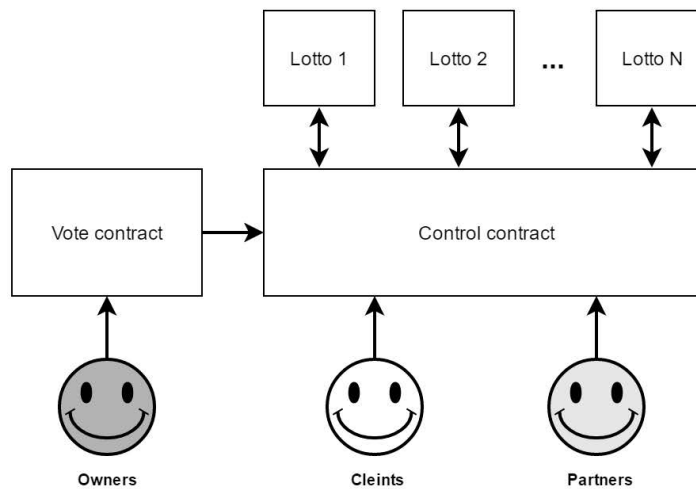 Lotto 1
Lotto 2
...
Lotto N
Vote contract
Control contract
Owners
Cleints
Partners